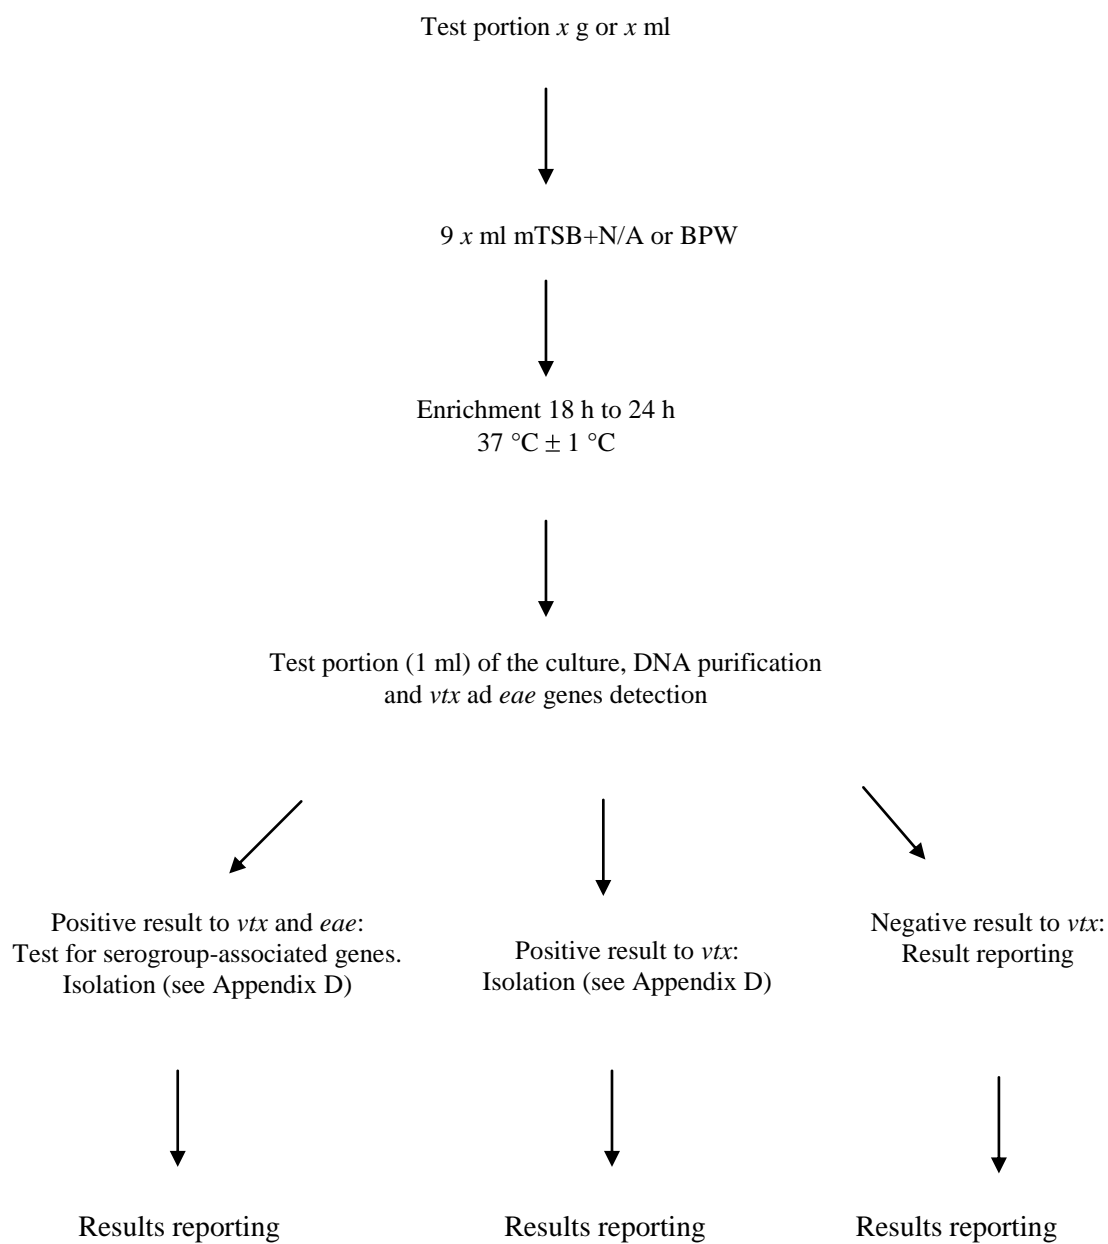 Test portion x g or x ml
9 x ml mTSB+N/A or BPW
Enrichment 18 h to 24 h
37 °C ± 1 °C
Test portion (1 ml) of the culture, DNA purification
and vtx ad eae genes detection
Positive result to vtx and eae:
Test for serogroup-associated genes.
Isolation (see Appendix D)
Positive result to vtx:
Isolation (see Appendix D)
Negative result to vtx:
Result reporting
Results reporting
Results reporting
Results reporting